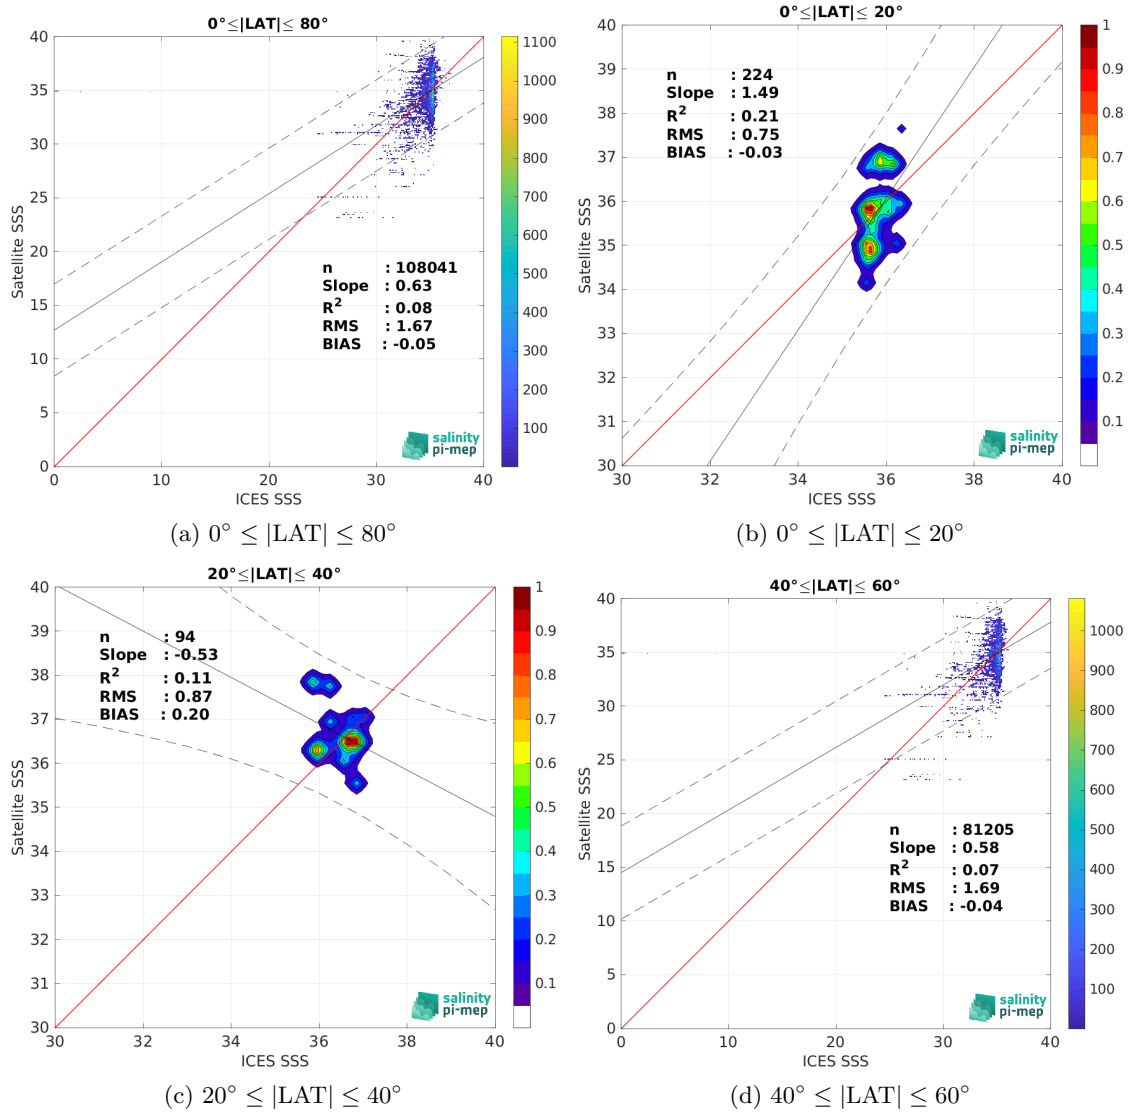 0°≤|LAT|≤ 80°
40
35
30
25
20
15
10
5
0
0 10 20 30 40
Satellite SSS
ICES SSS
n : 108041
Slope : 0.63
R² : 0.08
RMS : 1.67
BIAS : -0.05
salinity
pi-mep
1100
1000
900
800
700
600
500
400
300
200
100
(a) 0° ≤ |LAT| ≤ 80°
0°≤|LAT|≤ 20°
40
39
38
37
36
35
34
33
32
31
30
30 32 34 36 38 40
Satellite SSS
ICES SSS
n : 224
Slope : 1.49
R² : 0.21
RMS : 0.75
BIAS : -0.03
salinity
pi-mep
1
0.9
0.8
0.7
0.6
0.5
0.4
0.3
0.2
0.1
(b) 0° ≤ |LAT| ≤ 20°
20°≤|LAT|≤ 40°
40
39
38
37
36
35
34
33
32
31
30
30 32 34 36 38 40
Satellite SSS
ICES SSS
n : 94
Slope : -0.53
R² : 0.11
RMS : 0.87
BIAS : 0.20
salinity
pi-mep
1
0.9
0.8
0.7
0.6
0.5
0.4
0.3
0.2
0.1
(c) 20° ≤ |LAT| ≤ 40°
40°≤|LAT|≤ 60°
40
35
30
25
20
15
10
5
0
0 10 20 30 40
Satellite SSS
ICES SSS
n : 81205
Slope : 0.58
R² : 0.07
RMS : 1.69
BIAS : -0.04
salinity
pi-mep
1000
900
800
700
600
500
400
300
200
100
(d) 40° ≤ |LAT| ≤ 60°